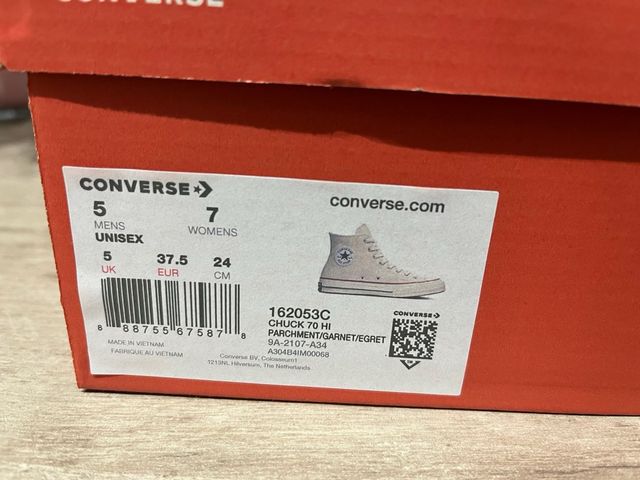 CONVERSE
CONVERSE
5 7
MENS WOMENS
UNISEX
5 37.5 24
UK EUR CM
8 88755 67587 8
MADE IN VIETNAM
FABRIQUE AU VIETNAM
converse.com
162053C
CHUCK 70 HI
PARCHMENT/GARNET/EGRET
9A-2107-A34
A304B4IM00068
Converse BV, Colosseum1
1213NL Hilversum, The Netherlands
CONVERSE